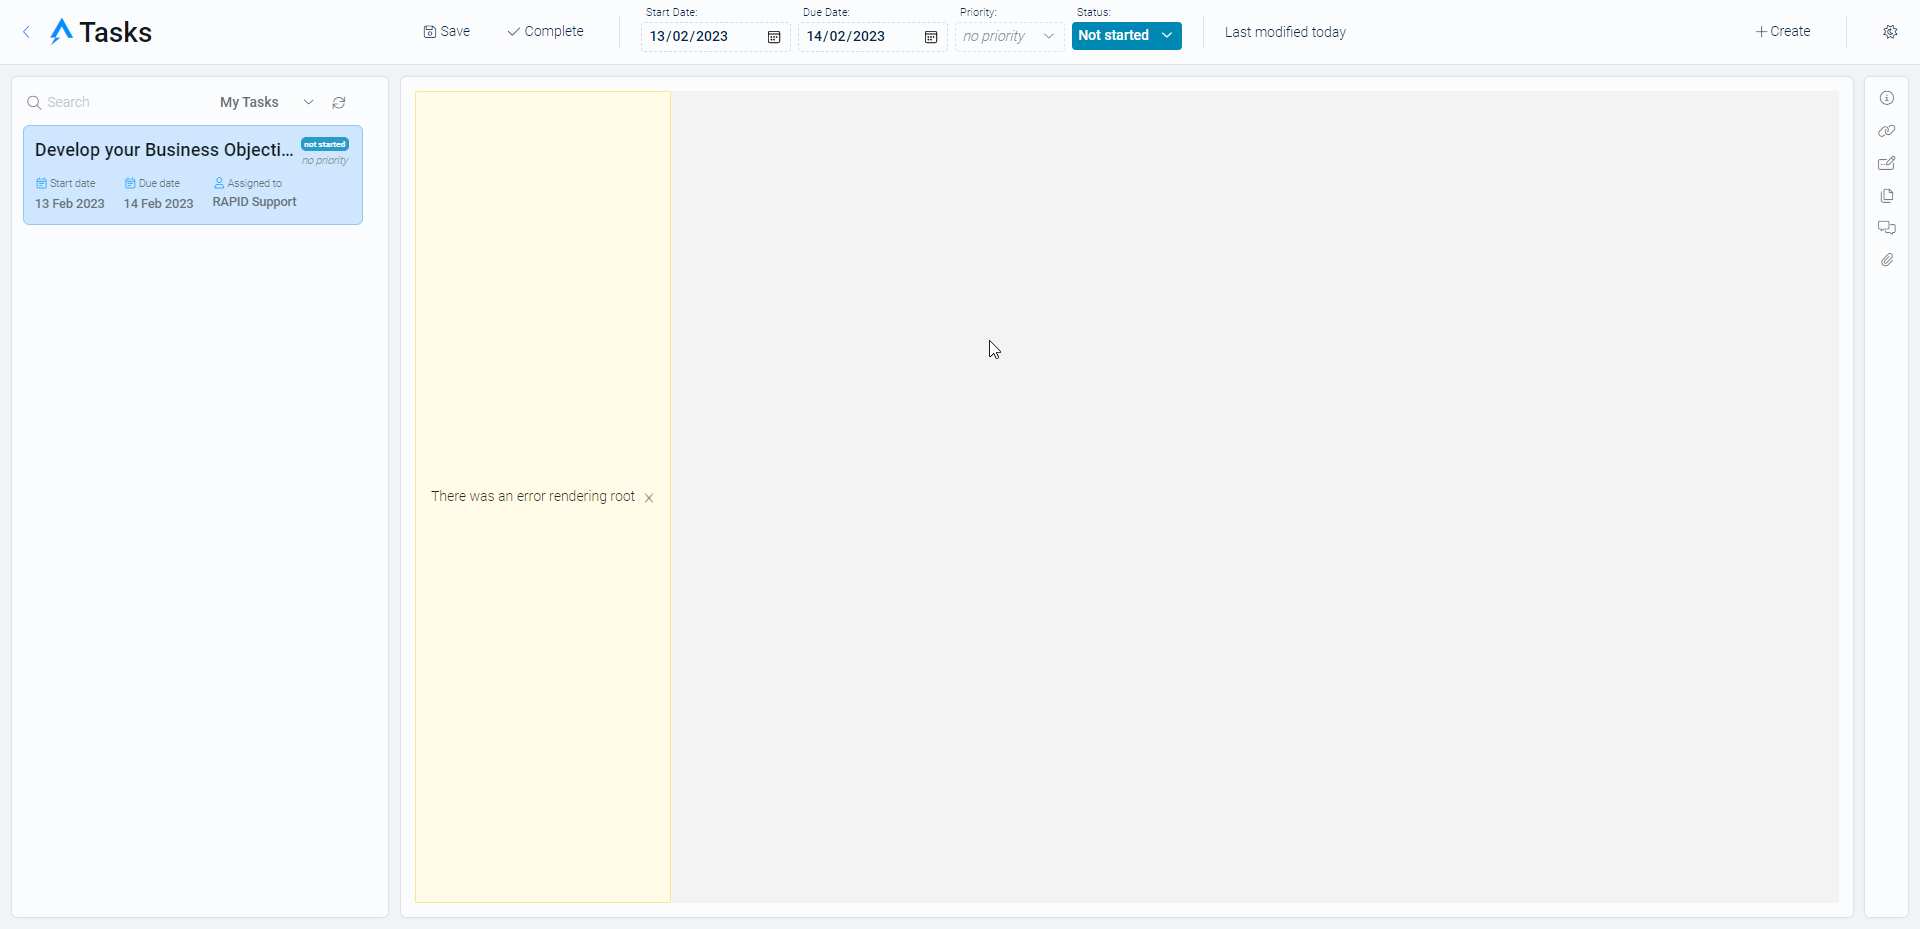 Tasks
Save
Complete
Start Date:
13/02/2023
Due Date:
14/02/2023
Priority:
no priority
Status:
Not started
Last modified today
Create
Search
My Tasks
Develop your Business Objecti...
not started
no priority
Start date
Due date
Assigned to
13 Feb 2023
14 Feb 2023
RAPID Support
There was an error rendering root